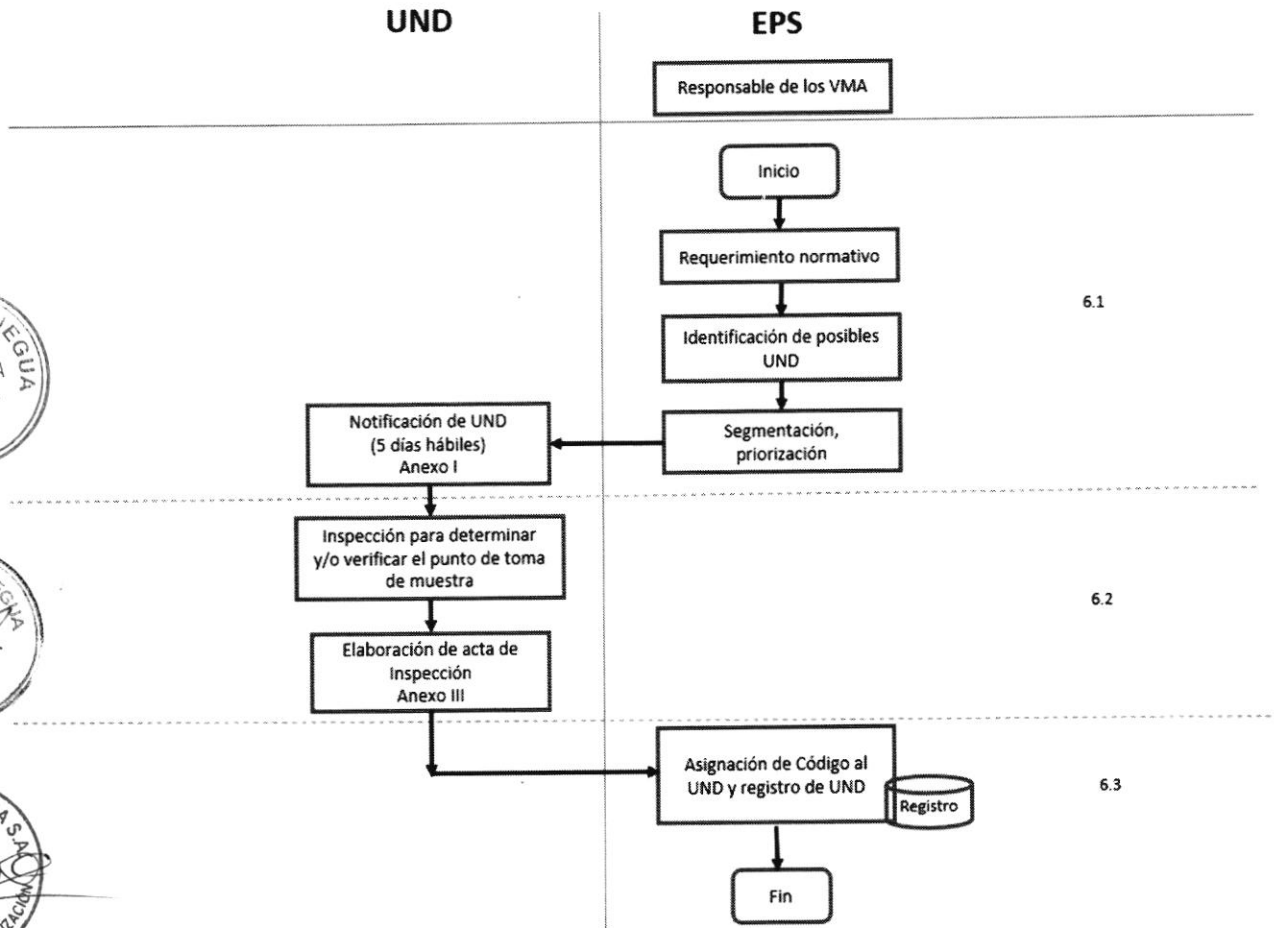 UND
EPS
Responsable de los VMA
Inicio
Requerimiento normativo
Identificación de posibles
UND
6.1
Segmentación,
priorización
Notificación de UND
(5 días hábiles)
Anexo I
Inspección para determinar
y/o verificar el punto de toma
de muestra
6.2
Elaboración de acta de
Inspección
Anexo III
Asignación de Código al
UND y registro de UND
Registro
6.3
Fin
EGUA
EGUA
S.A.